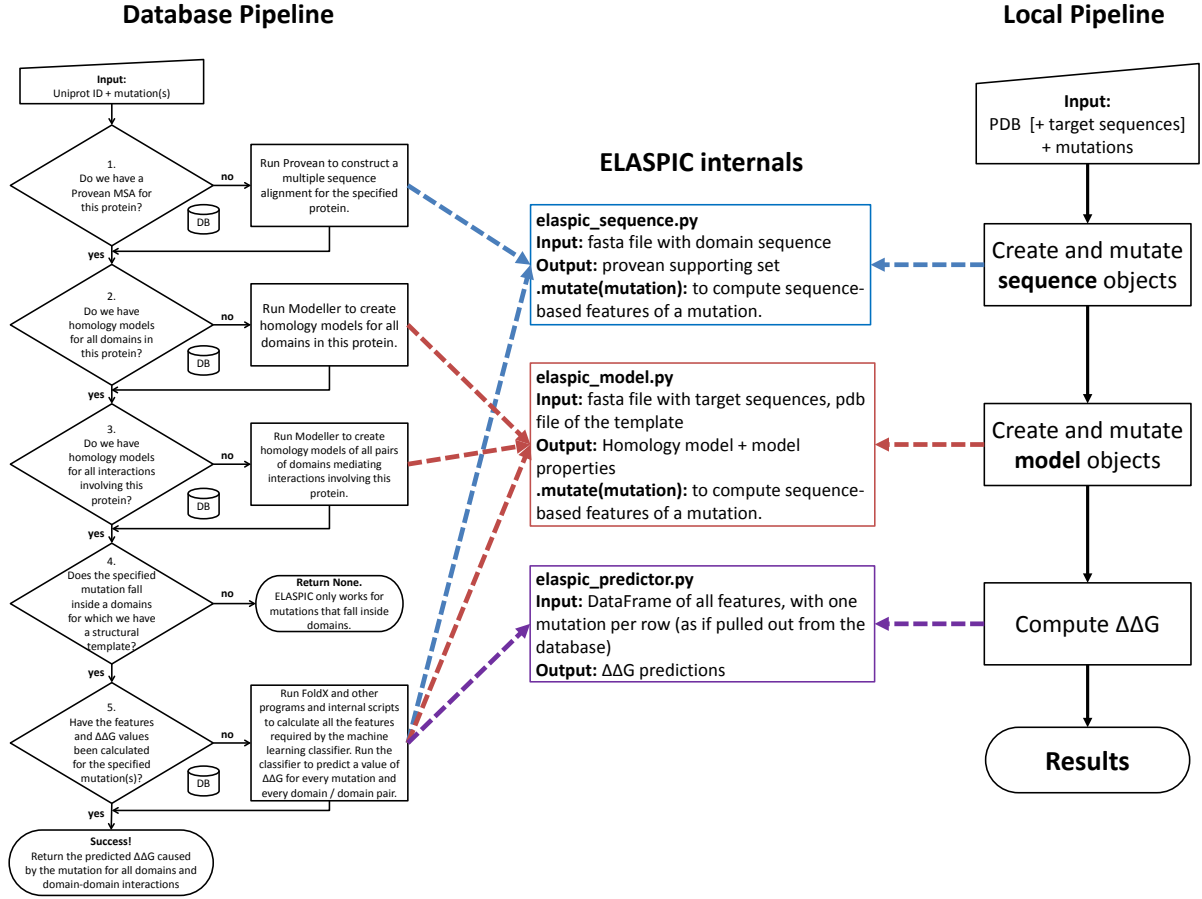 Database Pipeline
Input:
Uniprot ID + mutation(s)
1.
Do we have a
Provean MSA for
this protein?
no
DB
yes
Run Provean to construct a
multiple sequence
alignment for the specified
protein.
2.
Do we have
homology models
for all domains in
this protein?
no
DB
yes
Run Modeller to create
homology models for all
domains in this protein.
3.
Do we have
homology models
for all interactions
involving this
protein?
no
DB
yes
Run Modeller to create
homology models of all pairs
of domains mediating
interactions involving this
protein.
4.
Does the specified
mutation fall
inside a domains
for which we have
a structural
template?
no
yes
Return None.
ELASPIC only works for
mutations that fall inside
domains.
5.
Have the features
and ΔΔG values
been calculated
for the specified
mutation(s)?
no
DB
yes
Run FoldX and other
programs and internal scripts
to calculate all the features
required by the machine
learning classifier. Run the
classifier to predict a value of
ΔΔG for every mutation and
every domain / domain pair.
Success!
Return the predicted ΔΔG caused
by the mutation for all domains and
domain-domain interactions
ELASPIC internals
elaspic_sequence.py
Input: fasta file with domain sequence
Output: provean supporting set
.mutate(mutation): to compute sequence-
based features of a mutation.
elaspic_model.py
Input: fasta file with target sequences, pdb
file of the template
Output: Homology model + model
properties
.mutate(mutation): to compute sequence-
based features of a mutation.
elaspic_predictor.py
Input: DataFrame of all features, with one
mutation per row (as if pulled out from the
database)
Output: ΔΔG predictions
Local Pipeline
Input:
PDB [+ target sequences]
+ mutations
Create and mutate
sequence objects
Create and mutate
model objects
Compute ΔΔG
Results